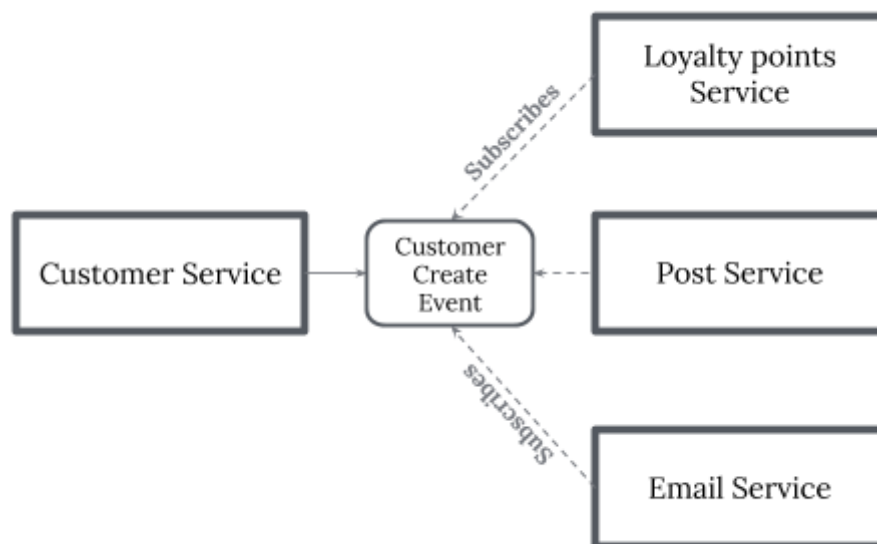 Loyalty points
Service
Subscribes
Customer Service
Customer
Create
Event
Post Service
Subscribes
Email Service